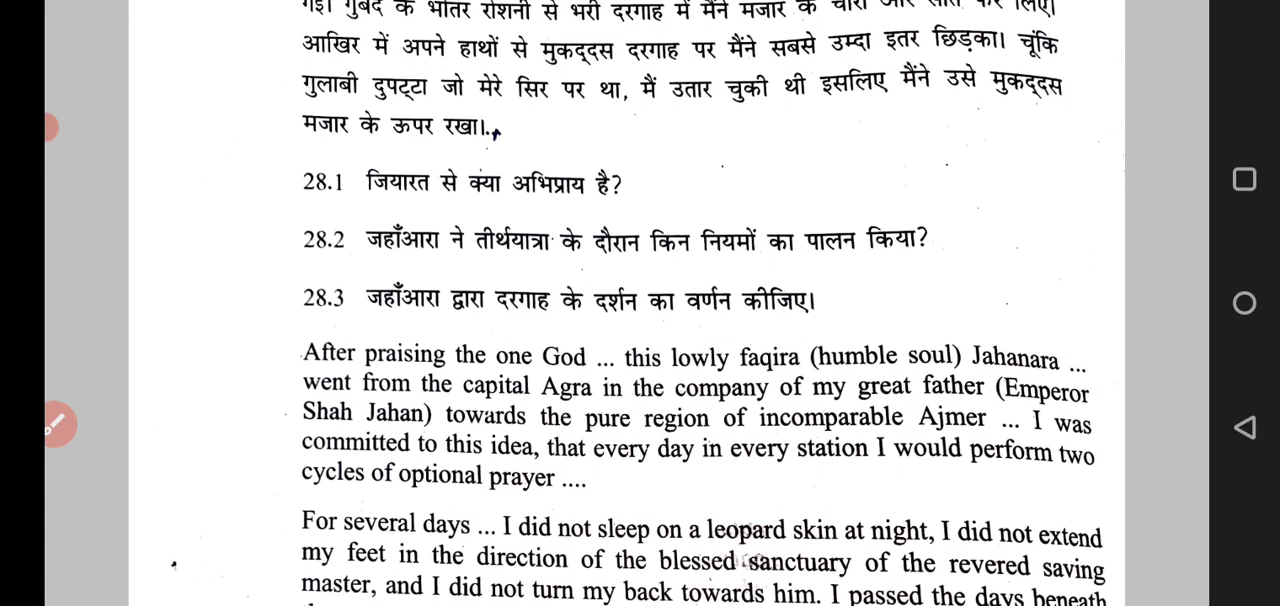 गई। गुंबद के भीतर रोशनी से भरी दरगाह में मैंने मजार के चारों ओर सात फेरे लिए।
आखिर में अपने हाथों से मुकद्दस दरगाह पर मैंने सबसे उम्दा इतर छिड़का। चूंकि
गुलाबी दुपट्टा जो मेरे सिर पर था, मैं उतार चुकी थी इसलिए मैंने उसे मुकद्दस
मजार के ऊपर रखा।.
28.1 जियारत से क्या अभिप्राय है?
28.2 जहाँआरा ने तीर्थयात्रा के दौरान किन नियमों का पालन किया?
28.3 जहाँआरा द्वारा दरगाह के दर्शन का वर्णन कीजिए।
After praising the one God ... this lowly faqira (humble soul) Jahanara ...
went from the capital Agra in the company of my great father (Emperor
Shah Jahan) towards the pure region of incomparable Ajmer ... I was
committed to this idea, that every day in every station I would perform two
cycles of optional prayer ....
For several days ... I did not sleep on a leopard skin at night, I did not extend
my feet in the direction of the blessed sanctuary of the revered saving
master, and I did not turn my back towards him. I passed the days beneath